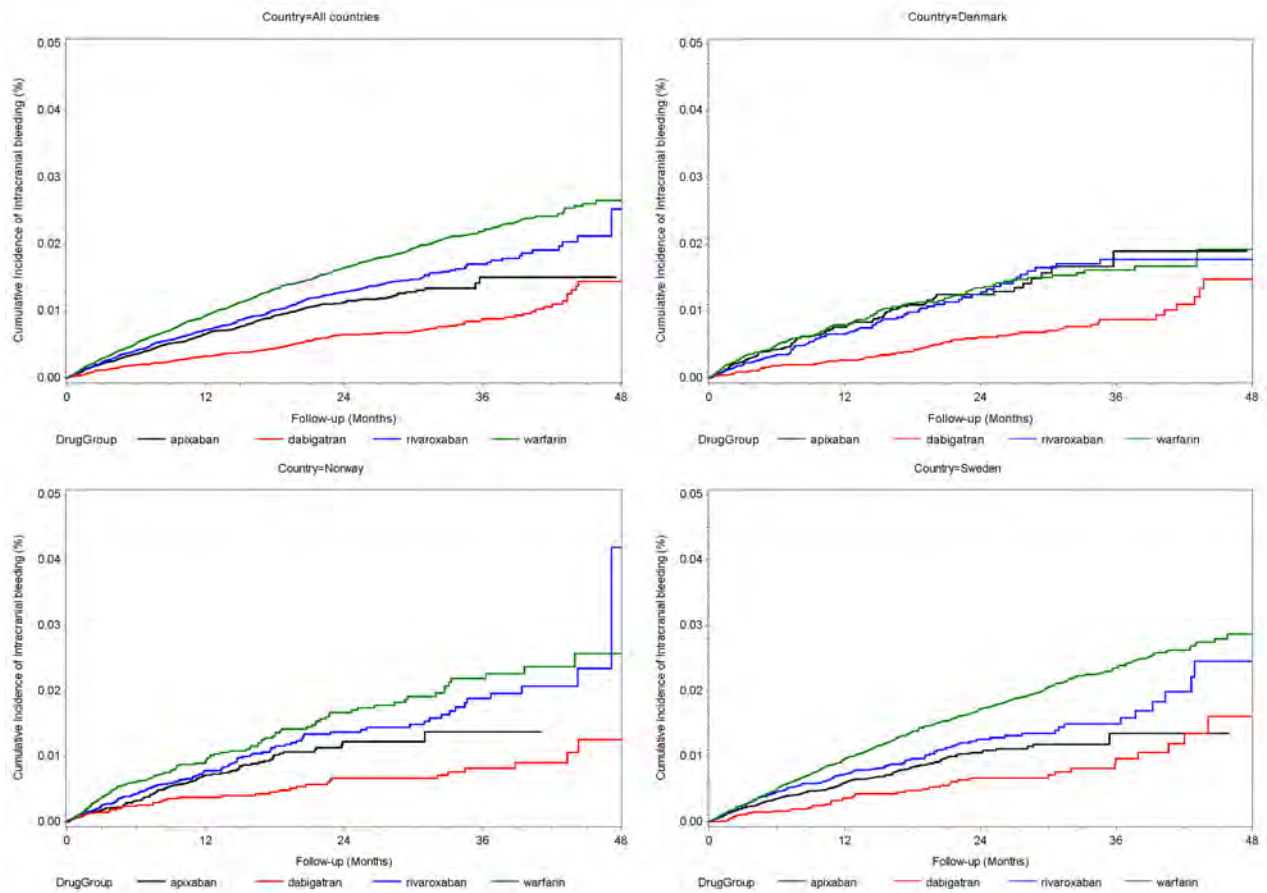 Country=All countries
Cumulative Incidence of Intracranial bleeding (%)
0.05
0.04
0.03
0.02
0.01
0.00
0 12 24 36 48
Follow-up (Months)
DrugGroup apixaban dabigatran rivaroxaban warfarin
Country=Denmark
Cumulative Incidence of Intracranial bleeding (%)
0.05
0.04
0.03
0.02
0.01
0.00
0 12 24 36 48
Follow-up (Months)
DrugGroup apixaban dabigatran rivaroxaban warfarin
Country=Norway
Cumulative Incidence of Intracranial bleeding (%)
0.05
0.04
0.03
0.02
0.01
0.00
0 12 24 36 48
Follow-up (Months)
DrugGroup apixaban dabigatran rivaroxaban warfarin
Country=Sweden
Cumulative Incidence of Intracranial bleeding (%)
0.05
0.04
0.03
0.02
0.01
0.00
0 12 24 36 48
Follow-up (Months)
DrugGroup apixaban dabigatran rivaroxaban warfarin